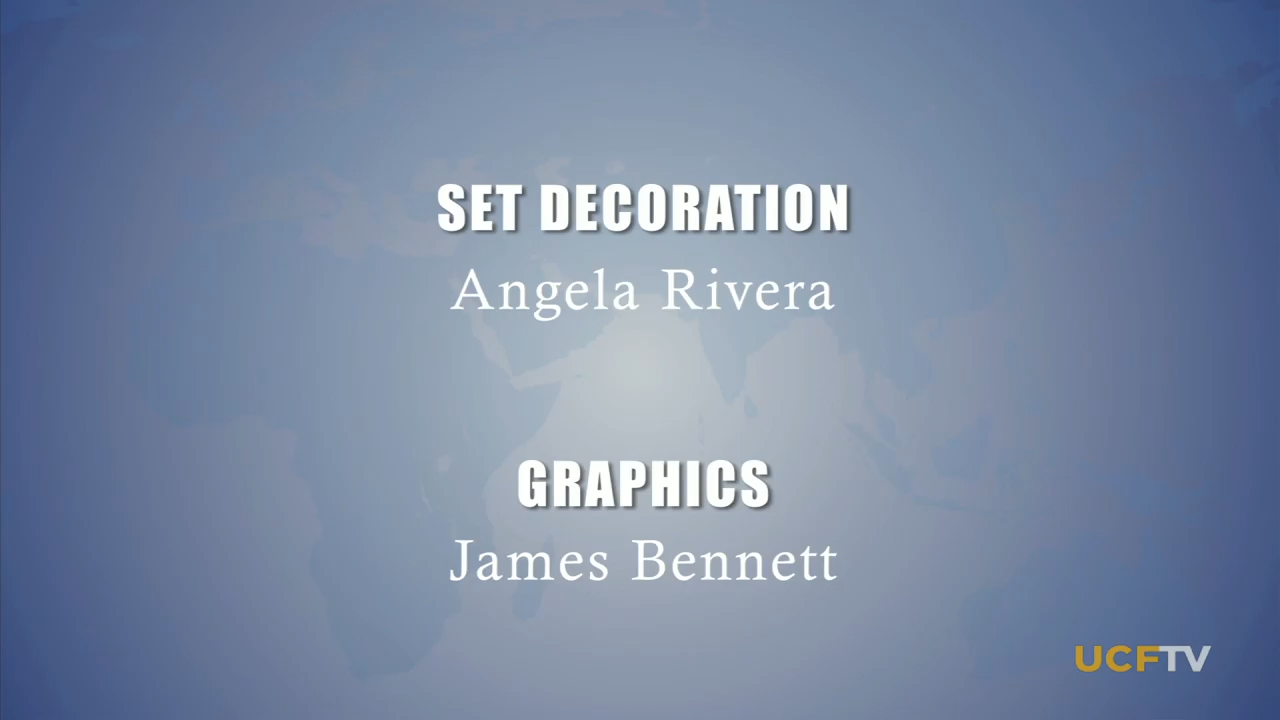 SET DECORATION
Angela Rivera
GRAPHICS
James Bennett
UCFTV